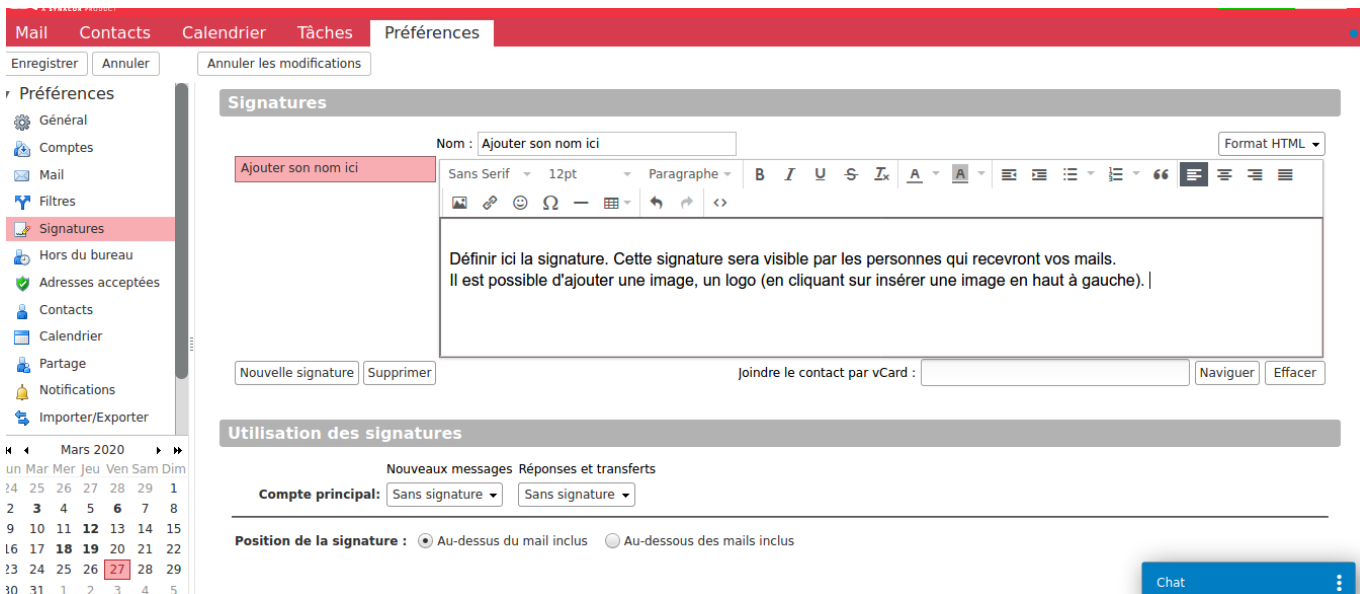 A SYNACOR PRODUCT
Mail Contacts Calendrier Tâches Préférences
Enregistrer Annuler Annuler les modifications
Préférences
Général
Comptes
Mail
Filtres
Signatures
Hors du bureau
Adresses acceptées
Contacts
Calendrier
Partage
Notifications
Importer/Exporter
Mars 2020
un Mar Mer Jeu Ven Sam Dim
24 25 26 27 28 29 1
2 3 4 5 6 7 8
9 10 11 12 13 14 15
16 17 18 19 20 21 22
23 24 25 26 27 28 29
30 31 1 2 3 4 5
Signatures
Nom : Ajouter son nom ici
Format HTML
Ajouter son nom ici
Sans Serif 12pt Paragraphe B I U S Ix A A
Définir ici la signature. Cette signature sera visible par les personnes qui recevront vos mails.
Il est possible d'ajouter une image, un logo (en cliquant sur insérer une image en haut à gauche).
Nouvelle signature Supprimer Joindre le contact par vCard : Naviguer Effacer
Utilisation des signatures
Nouveaux messages Réponses et transferts
Compte principal: Sans signature Sans signature
Position de la signature : Au-dessus du mail inclus Au-dessous des mails inclus
Chat